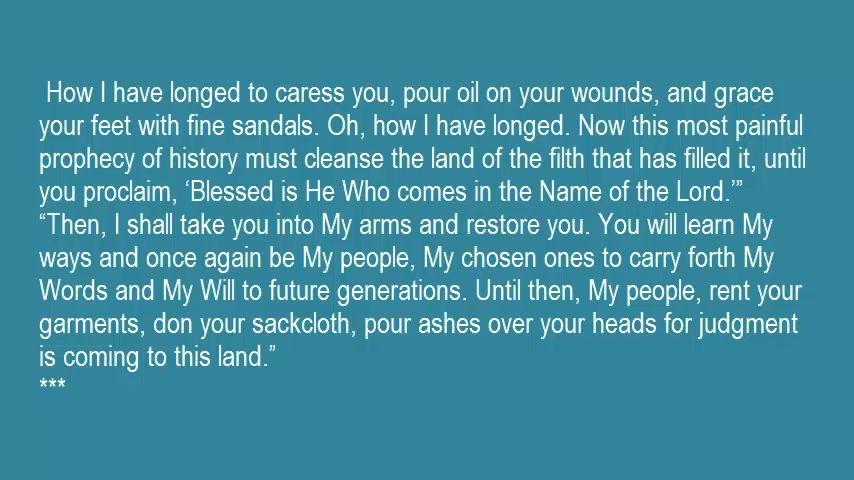 How I have longed to caress you, pour oil on your wounds, and grace
your feet with fine sandals. Oh, how I have longed. Now this most painful
prophecy of history must cleanse the land of the filth that has filled it, until
you proclaim, ‘Blessed is He Who comes in the Name of the Lord.’”
“Then, I shall take you into My arms and restore you. You will learn My
ways and once again be My people, My chosen ones to carry forth My
Words and My Will to future generations. Until then, My people, rent your
garments, don your sackcloth, pour ashes over your heads for judgment
is coming to this land.”
***